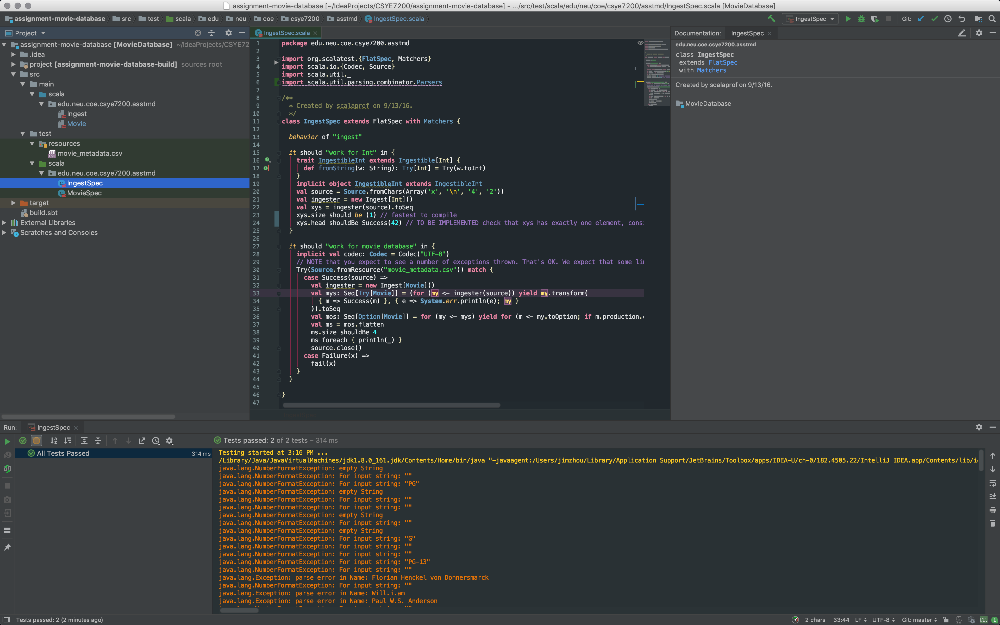 assignment-movie-database [~/IdeaProjects/CSYE7200/assignment-movie-database] - .../src/test/scala/edu/neu/coe/csye7200/asstmd/IngestSpec.scala [MovieDatabase]
assignment-movie-database src test scala edu neu coe csye7200 asstmd IngestSpec.scala IngestSpec Git:
Project
assignment-movie-database [MovieDatabase] ~/IdeaProjects/CSYE72
.idea
project [assignment-movie-database-build] sources root
src
main
scala
edu.neu.coe.csye7200.asstmd
Ingest
Movie
test
resources
movie_metadata.csv
scala
edu.neu.coe.csye7200.asstmd
IngestSpec
MovieSpec
target
build.sbt
External Libraries
Scratches and Consoles
IngestSpec.scala
1 package edu.neu.coe.csye7200.asstmd
2
3 import org.scalatest.{FlatSpec, Matchers}
4 import scala.io.{Codec, Source}
5 import scala.util._
6 import scala.util.parsing.combinator.Parsers
7
8 /**
9 * Created by scalaprof on 9/13/16.
10 */
11 class IngestSpec extends FlatSpec with Matchers {
12
13 behavior of "ingest"
14
15 it should "work for Int" in {
16 trait IngestibleInt extends Ingestible[Int] {
17 def fromString(w: String): Try[Int] = Try(w.toInt)
18 }
19 implicit object IngestibleInt extends IngestibleInt
20 val source = Source.fromChars(Array('x', '\n', '4', '2'))
21 val ingester = new Ingest[Int]()
22 val xys = ingester(source).toSeq
23 xys.size should be (1) // fastest to compile
24 xys.head shouldBe Success(42) // TO BE IMPLEMENTED check that xys has exactly one element, consi
25 }
26
27 it should "work for movie database" in {
28 implicit val codec: Codec = Codec("UTF-8")
29 // NOTE that you expect to see a number of exceptions thrown. That's OK. We expect that some lin
30 Try(Source.fromResource("movie_metadata.csv")) match {
31 case Success(source) =>
32 val ingester = new Ingest[Movie]()
33 val mys: Seq[Try[Movie]] = (for (my <- ingester(source)) yield my.transform(
34 { m => Success(m) }, { e => System.err.println(e); my }
35 )).toSeq
36 val mos: Seq[Option[Movie]] = for (my <- mys) yield for (m <- my.toOption; if m.production.c
37 val ms = mos.flatten
38 ms.size shouldBe 4
39 ms foreach { println(_) }
40 source.close()
41 case Failure(x) =>
42 fail(x)
43 }
44 }
45
46 }
47
Documentation: IngestSpec
edu.neu.coe.csye7200.asstmd
class IngestSpec
extends FlatSpec
with Matchers
Created by scalaprof on 9/13/16.
MovieDatabase
Run: IngestSpec
Tests passed: 2 of 2 tests – 314 ms
All Tests Passed 314 ms
Testing started at 3:16 PM ...
/Library/Java/JavaVirtualMachines/jdk1.8.0_161.jdk/Contents/Home/bin/java "-javaagent:/Users/jimzhou/Library/Application Support/JetBrains/Toolbox/apps/IDEA-U/ch-0/182.4505.22/IntelliJ IDEA.app/Contents/lib/i
java.lang.NumberFormatException: empty String
java.lang.NumberFormatException: For input string: ""
java.lang.NumberFormatException: For input string: "PG"
java.lang.NumberFormatException: empty String
java.lang.NumberFormatException: For input string: ""
java.lang.NumberFormatException: For input string: ""
java.lang.NumberFormatException: empty String
java.lang.NumberFormatException: For input string: ""
java.lang.NumberFormatException: empty String
java.lang.NumberFormatException: For input string: "G"
java.lang.NumberFormatException: For input string: ""
java.lang.NumberFormatException: For input string: ""
java.lang.NumberFormatException: For input string: "PG-13"
java.lang.NumberFormatException: For input string: ""
java.lang.Exception: parse error in Name: Florian Henckel von Donnersmarck
java.lang.NumberFormatException: For input string: ""
java.lang.Exception: parse error in Name: Will.i.am
java.lang.Exception: parse error in Name: Paul W.S. Anderson
Tests passed: 2 (2 minutes ago) 2 chars 33:44 LF UTF-8 Git: master [T] 1